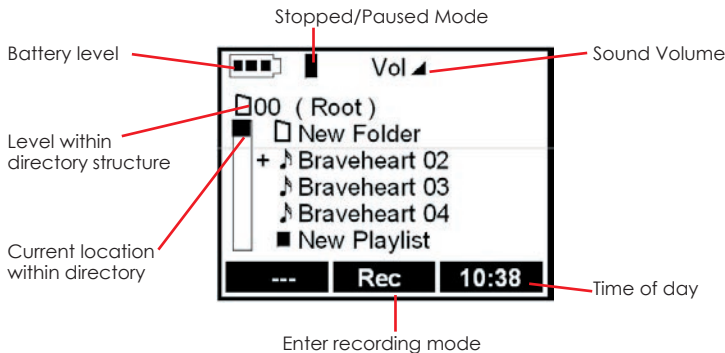 Stopped/Paused Mode
Battery level
Sound Volume
Vol
00 ( Root )
New Folder
Level within
directory structure
+ Braveheart 02
Braveheart 03
Braveheart 04
New Playlist
Current location
within directory
--- Rec 10:38
Time of day
Enter recording mode